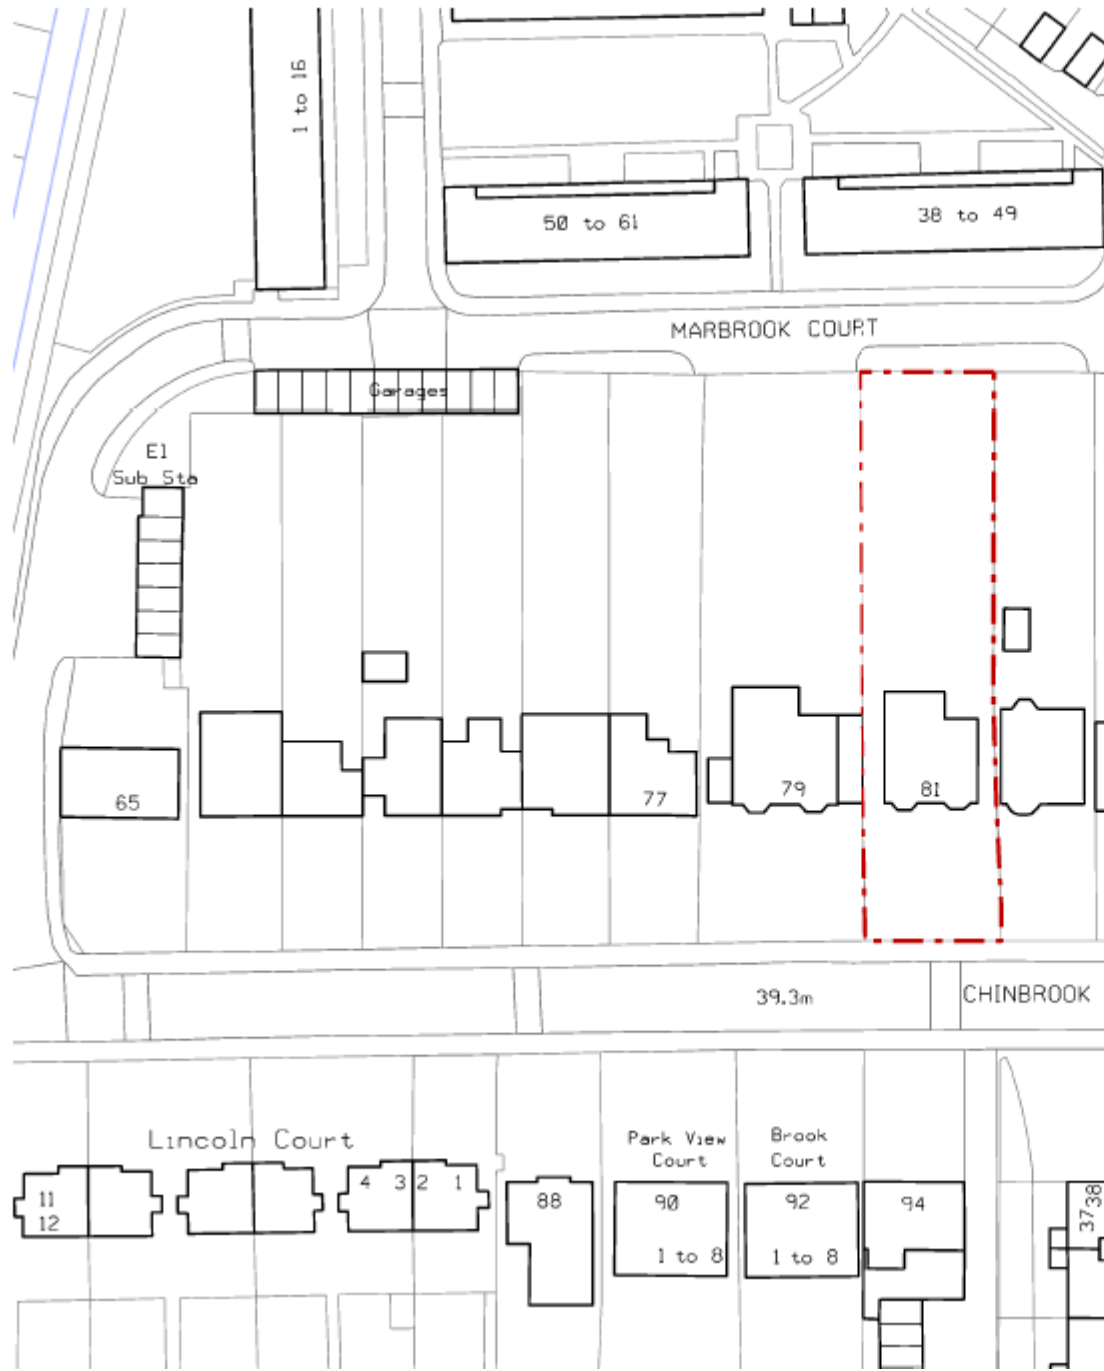 1 to 16
50 to 61
38 to 49
MARBROOK COURT
Garages
El
Sub Sta
65
77
79
81
39.3m
CHINBROOK
Lincoln Court
Park View
Court
Brook
Court
11
12
4 3 2 1
88
90
1 to 8
92
1 to 8
94
37
38